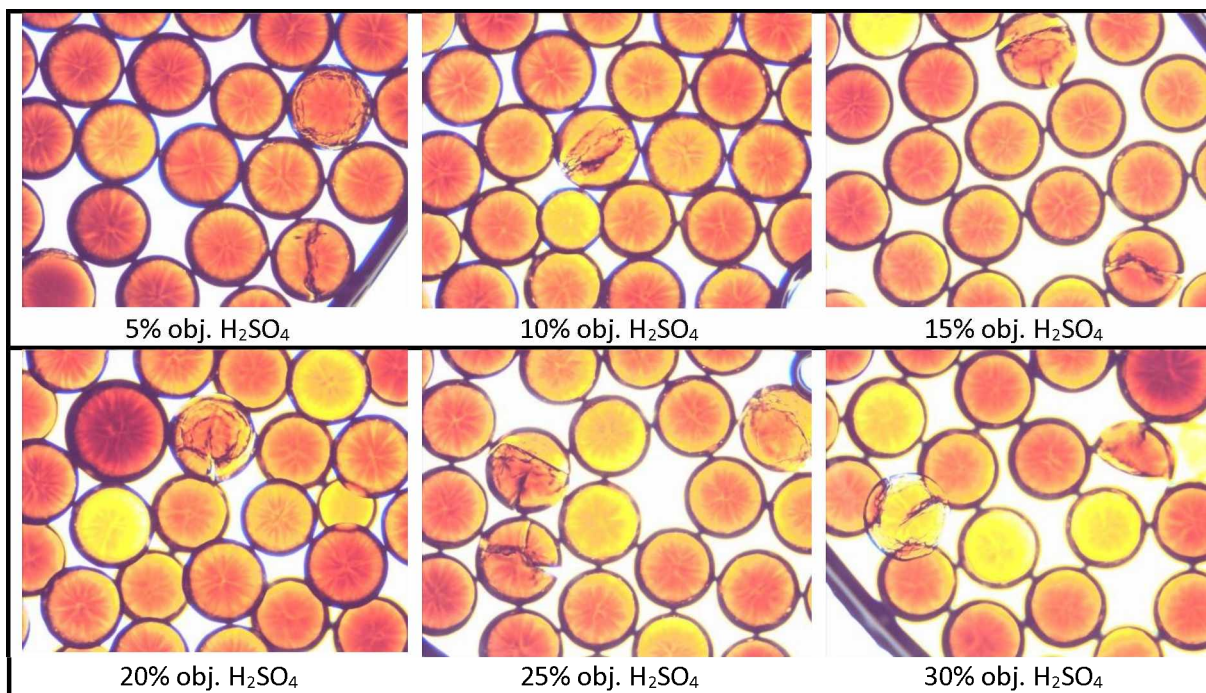 5% obj. H₂SO₄
10% obj. H₂SO₄
15% obj. H₂SO₄
20% obj. H₂SO₄
25% obj. H₂SO₄
30% obj. H₂SO₄